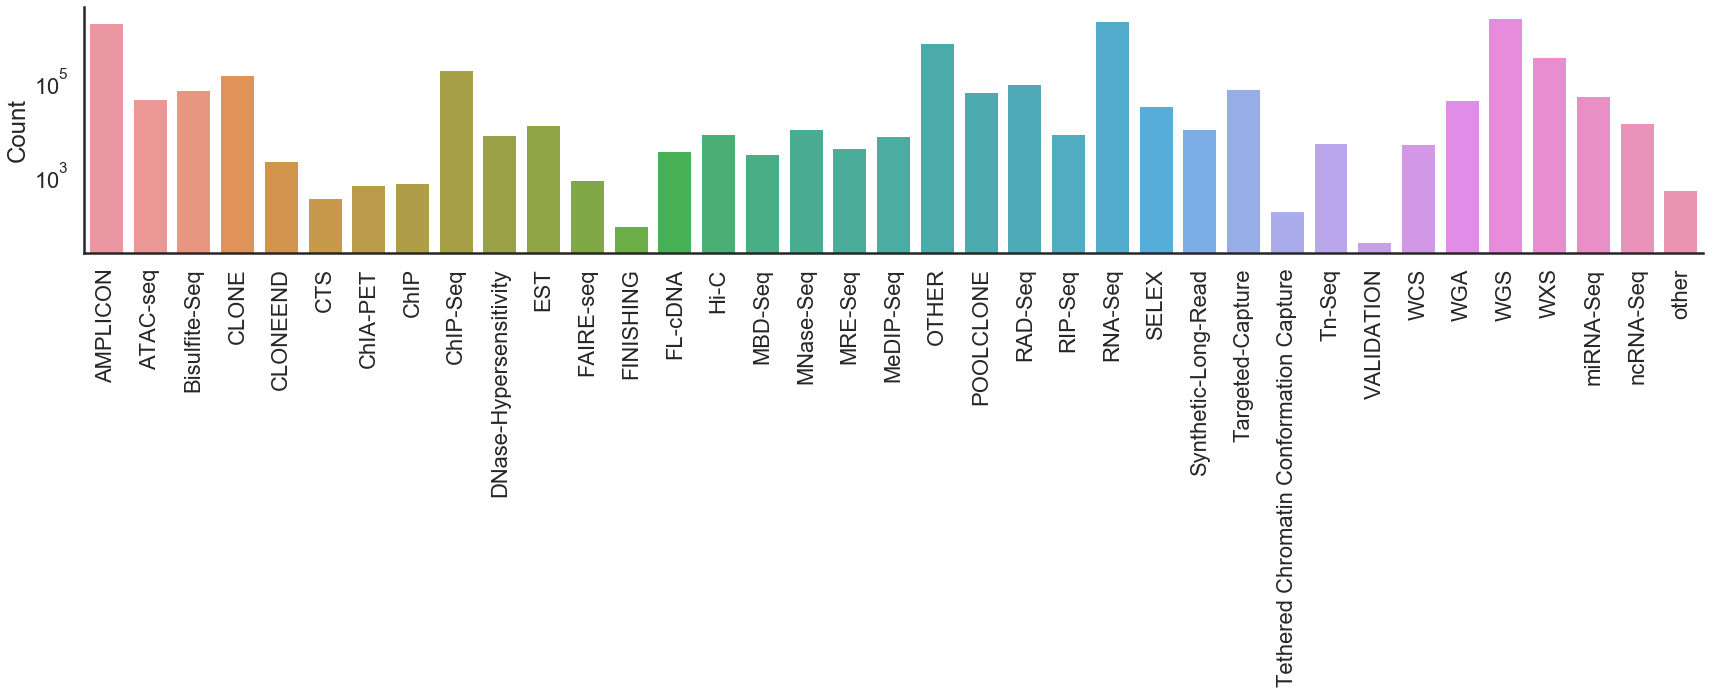 Count
10^5
10^3
AMPLICON
ATAC-seq
Bisulfite-Seq
CLONE
CLONEEND
CTS
ChIA-PET
ChIP
ChIP-Seq
DNase-Hypersensitivity
EST
FAIRE-seq
FINISHING
FL-cDNA
Hi-C
MBD-Seq
MNase-Seq
MRE-Seq
MeDIP-Seq
OTHER
POOLCLONE
RAD-Seq
RIP-Seq
RNA-Seq
SELEX
Synthetic-Long-Read
Targeted-Capture
Tethered Chromatin Conformation Capture
Tn-Seq
VALIDATION
WCS
WGA
WGS
WXS
miRNA-Seq
ncRNA-Seq
other